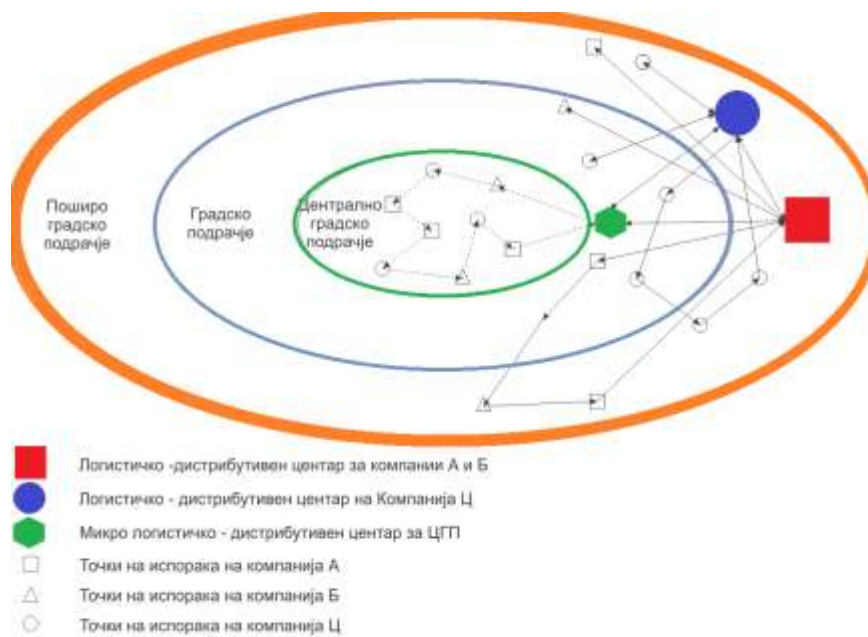 Поширо
градско
подрачје
Градско
подрачје
Централно
градско
подрачје
Логистичко -дистрибутивен центар за компании А и Б
Логистичко - дистрибутивен центар на Компанија Ц
Микро логистичко - дистрибутивен центар за ЦГП
Точки на испорака на компанија А
Точки на испорака на компанија Б
Точки на испорака на компанија Ц